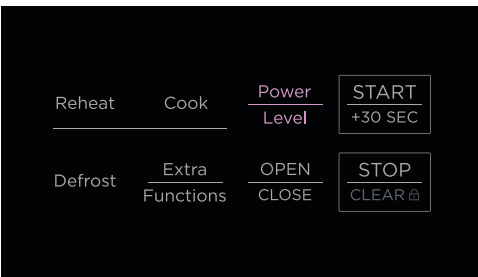 Reheat Cook Power START
Level +30 SEC
Defrost Extra OPEN STOP
Functions CLOSE CLEAR